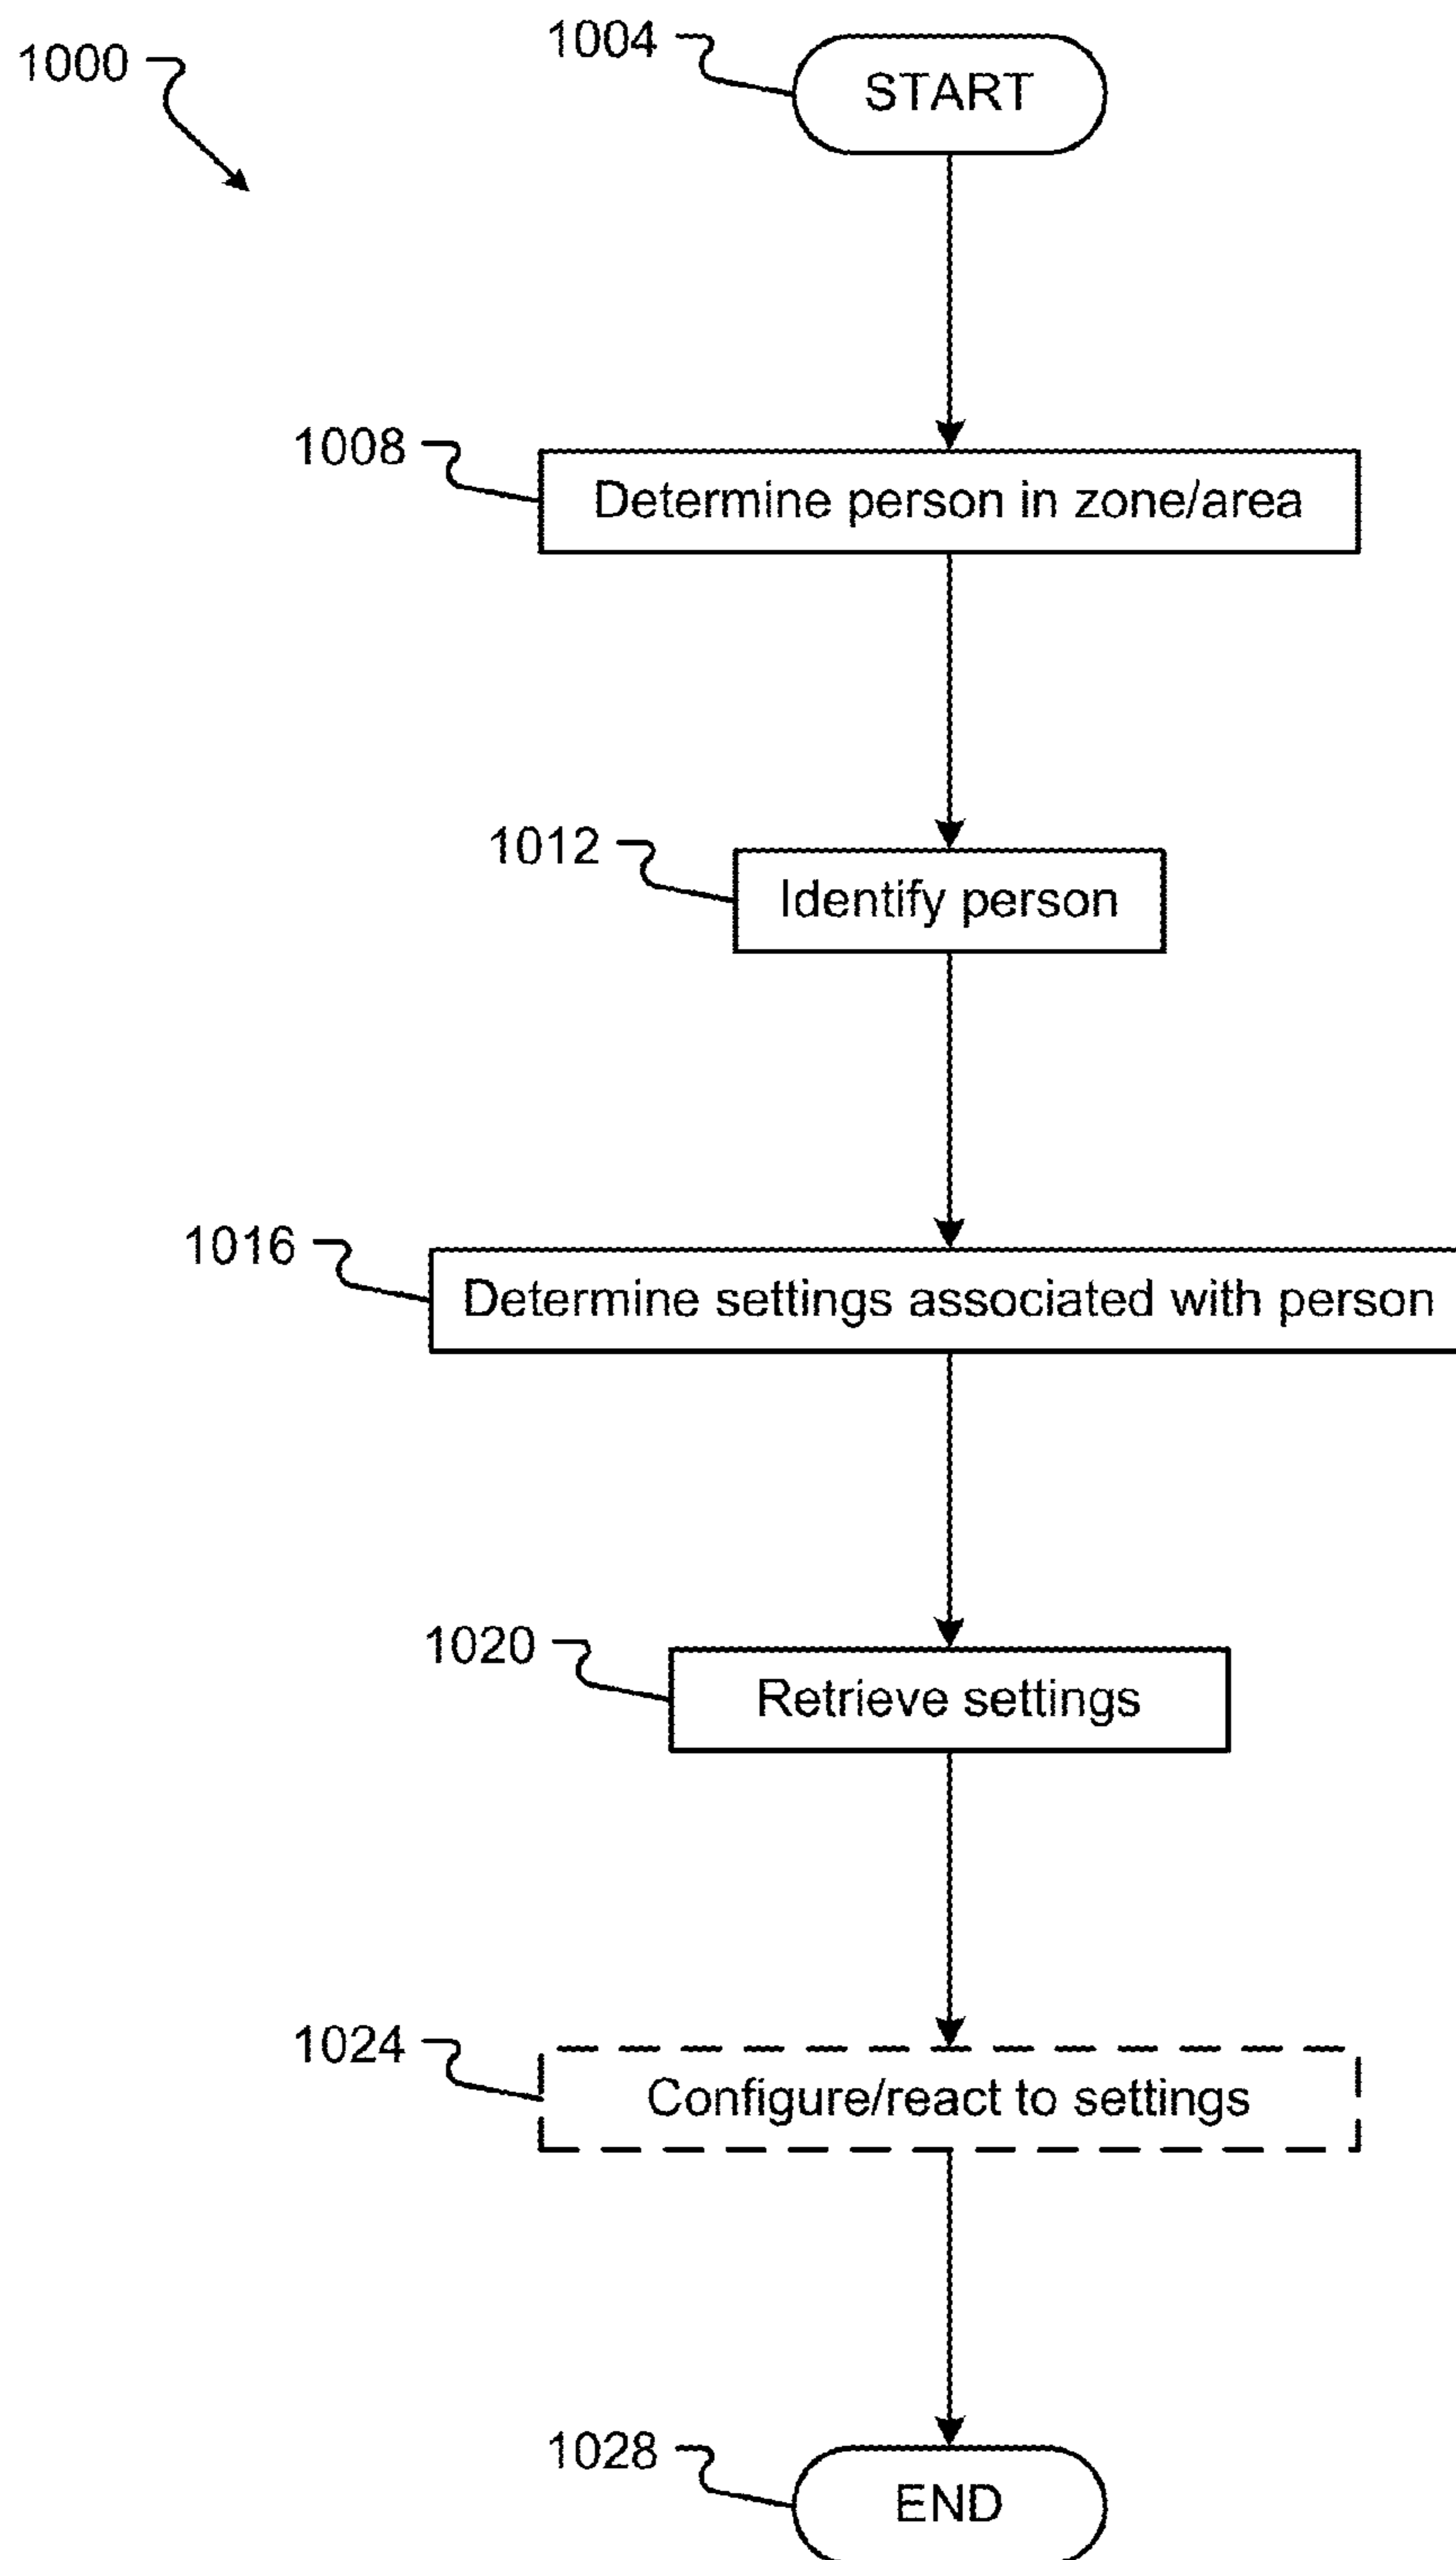 1000
1004
START
1008
Determine person in zone/area
1012
Identify person
1016
Determine settings associated with person
1020
Retrieve settings
1024
Configure/react to settings
1028
END